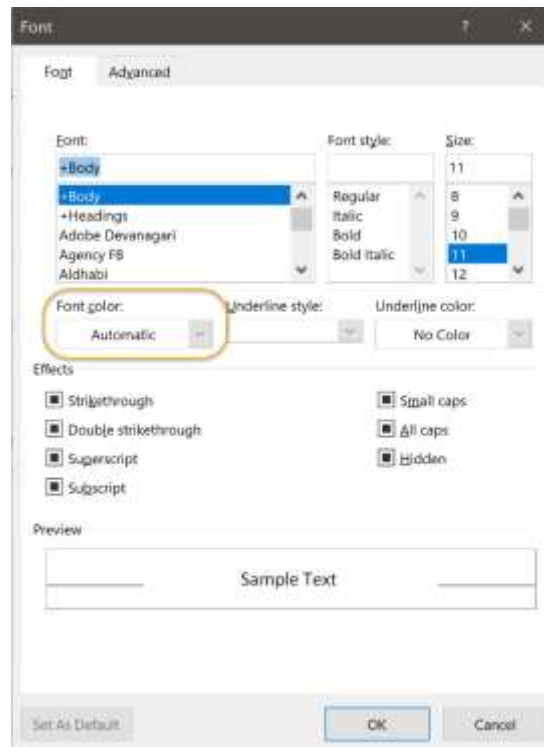 Font ? ×
Font Advanced
Font: Font style: Size:
+Body 11
+Body Regular 8
+Headings Italic 9
Adobe Devanagari Bold 10
Agency FB Bold Italic 11
Aldhabi 12
Font color: Underline style: Underline color:
Automatic No Color
Effects
Strikethrough Small caps
Double strikethrough All caps
Superscript Hidden
Subscript
Preview
Sample Text
Set As Default OK Cancel